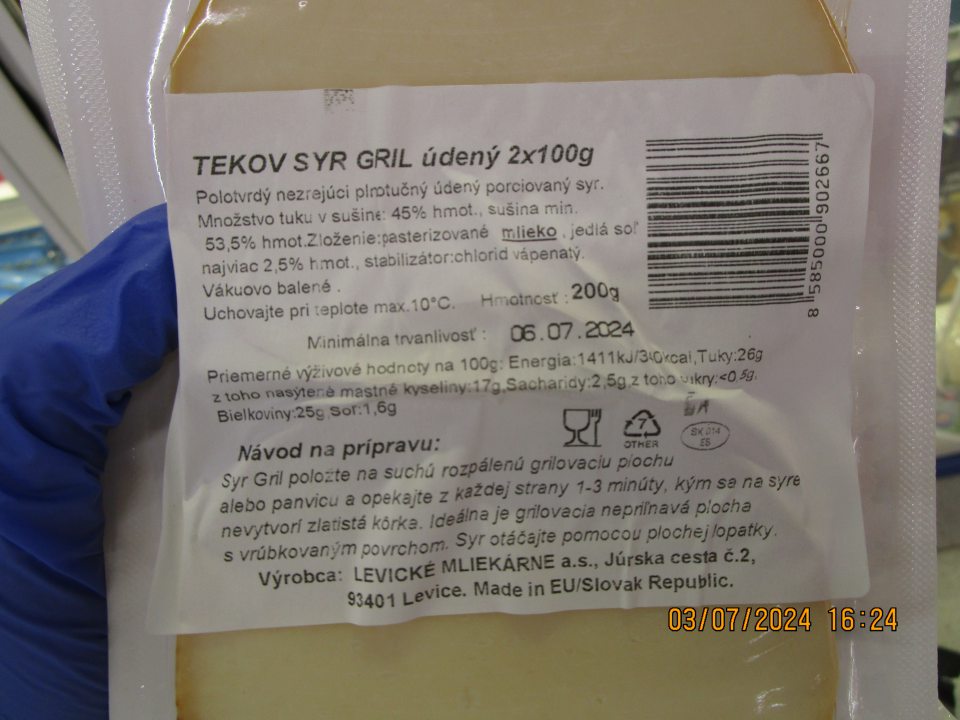 TEKOV SYR GRIL údený 2x100g
Polotvrdý nezrejúci plnotučný údený porciovaný syr.
Množstvo tuku v sušine: 45% hmot., sušina min.
53,5% hmot.Zloženie:pasterizované mlieko , jedlá soľ
najviac 2,5% hmot., stabilizátor:chlorid vápenatý.
Vákuovo balené .
Uchovajte pri teplote max.10°C. Hmotnosť : 200g
Minimálna trvanlivosť : 06.07.2024
Priemerné výživové hodnoty na 100g: Energia:1411kJ/340kcal,Tuky:26g
z toho nasýtené mastné kyseliny:17g,Sacharidy:2,5g,z toho cukry:<0,5g,
Bielkoviny:25g,Soľ:1,6g
8 585000 902667
7
OTHER
SK 014
ES
Návod na prípravu:
Syr Gril položte na suchú rozpálenú grilovaciu plochu
alebo panvicu a opekajte z každej strany 1-3 minúty, kým sa na syre
nevytvorí zlatistá kôrka. Ideálna je grilovacia nepriľnavá plocha
s vrúbkovaným povrchom. Syr otáčajte pomocou plochej lopatky.
Výrobca: LEVICKÉ MLIEKÁRNE a.s., Júrska cesta č.2,
93401 Levice. Made in EU/Slovak Republic.
03/07/2024 16:24